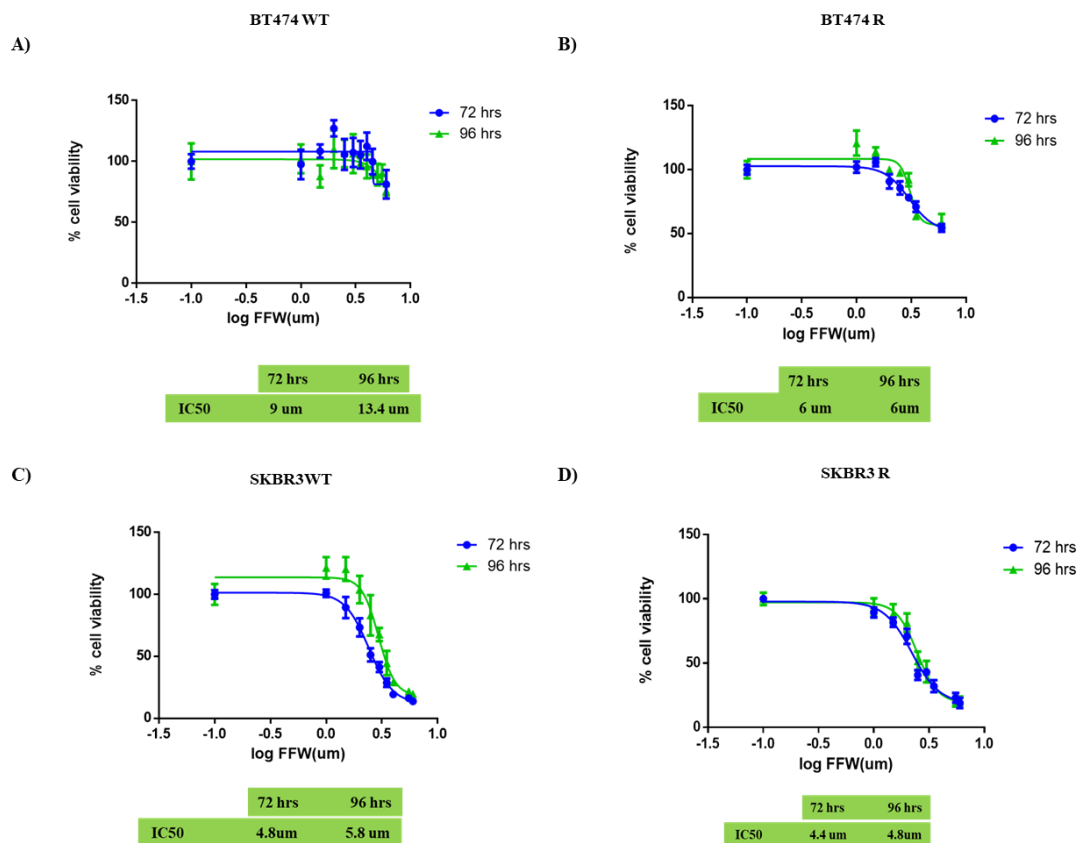 BT474 WT
A)
150
100
50
0
% cell viability
-1.5 -1.0 -0.5 0.0 0.5 1.0
log FFW(um)
72 hrs
96 hrs
72 hrs 96 hrs
IC50 9 um 13.4 um
BT474 R
B)
150
100
50
0
% cell viability
-1.5 -1.0 -0.5 0.0 0.5 1.0
log FFW(um)
72 hrs
96 hrs
72 hrs 96 hrs
IC50 6 um 6um
C)
SKBR3WT
150
100
50
0
% cell viability
-1.5 -1.0 -0.5 0.0 0.5 1.0
log FFW(um)
72 hrs
96 hrs
72 hrs 96 hrs
IC50 4.8um 5.8 um
D)
SKBR3 R
150
100
50
0
% cell viability
-1.5 -1.0 -0.5 0.0 0.5 1.0
log FFW(um)
72 hrs
96 hrs
72 hrs 96 hrs
IC50 4.4 um 4.8um